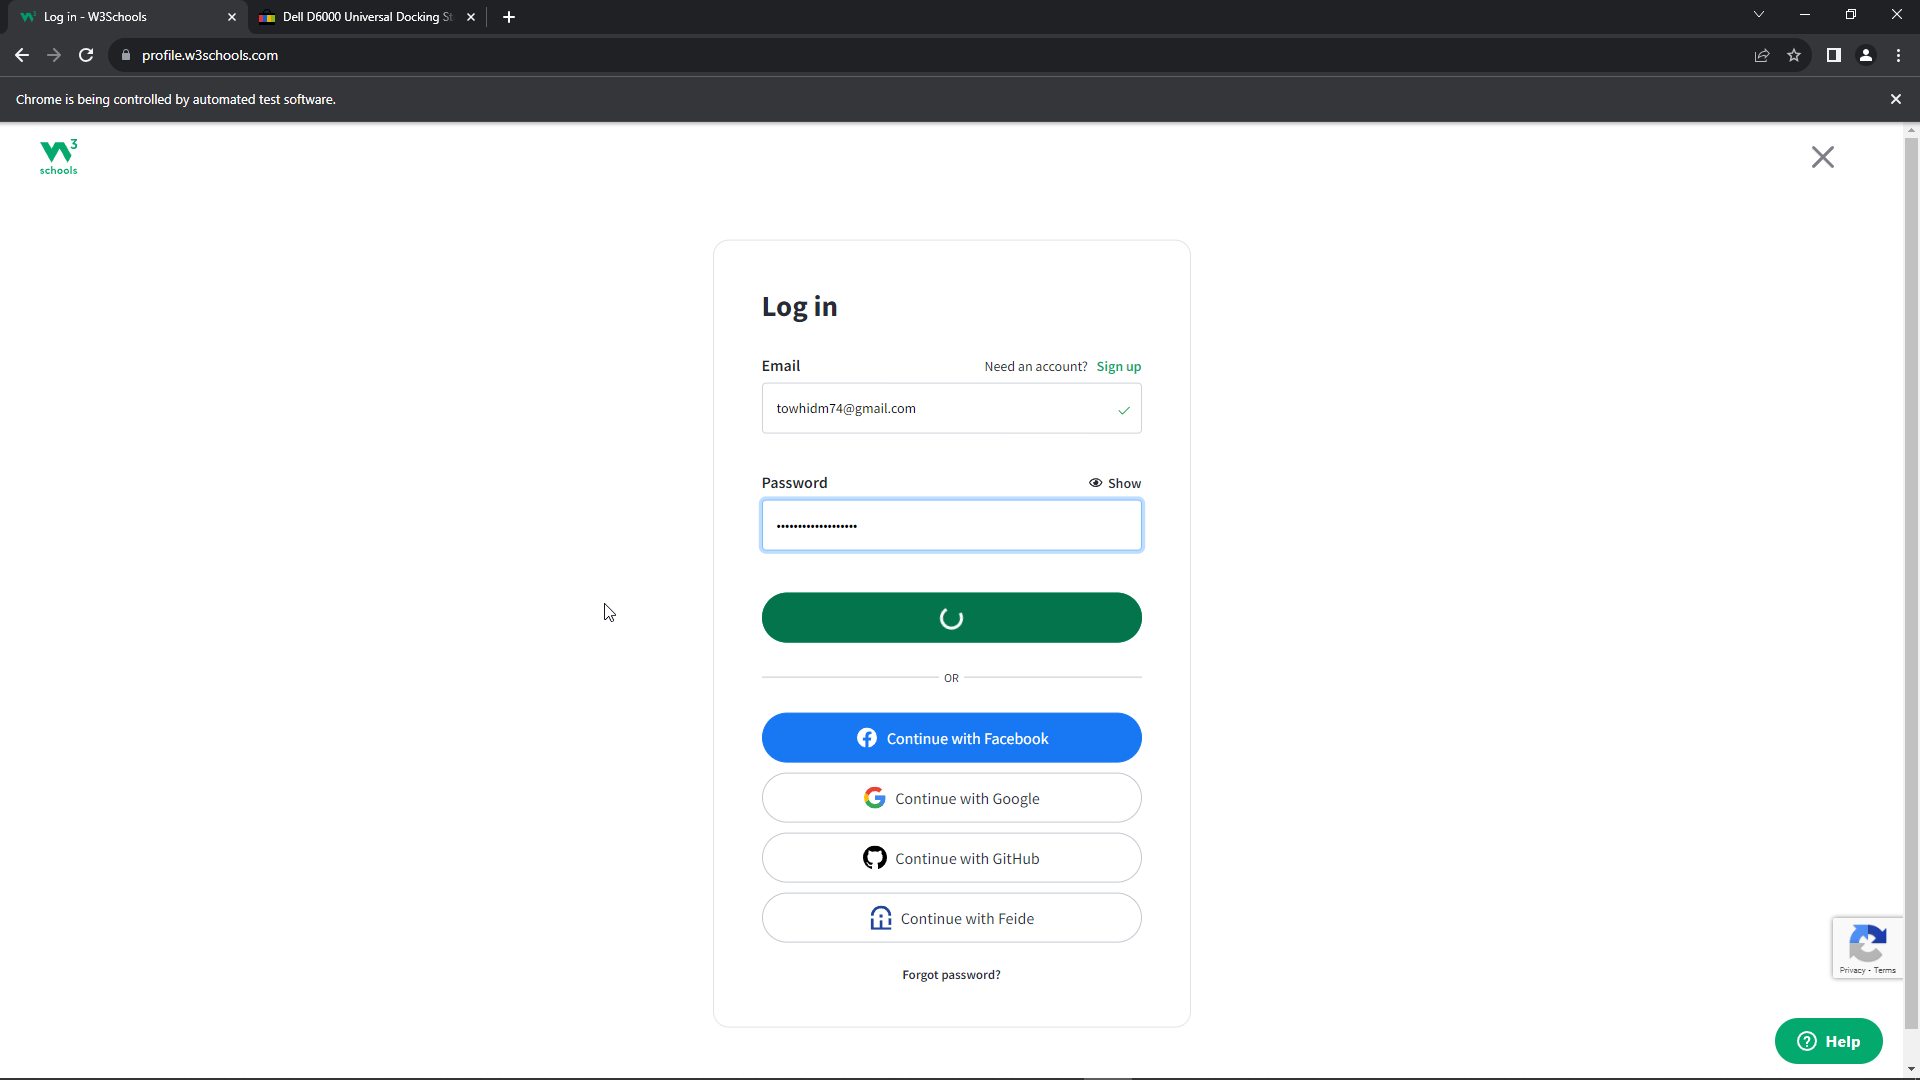 Log in - W3Schools
Dell D6000 Universal Docking St
profile.w3schools.com
Chrome is being controlled by automated test software.
W3
schools
Log in
Email
Need an account? Sign up
towhidm74@gmail.com
Password
Show
OR
Continue with Facebook
Continue with Google
Continue with GitHub
Continue with Feide
Forgot password?
Privacy - Terms
Help